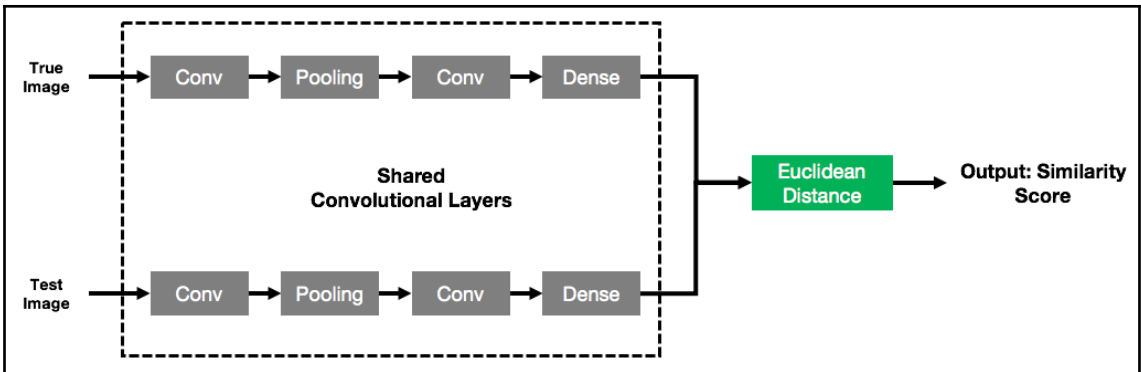 True
Image
Conv
Pooling
Conv
Dense
Shared
Convolutional Layers
Euclidean
Distance
Output: Similarity
Score
Test
Image
Conv
Pooling
Conv
Dense